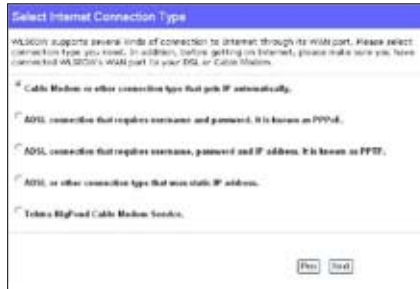 Select Internet Connection Type
supports several kinds of connection to Internet through its WAN port. Please select
connection type you need. In addition, before getting on Internet, please make sure you have
connected WAN port to your DSL or Cable Modem.
Cable Modem or other connection type that gets IP automatically.
ADSL connection that requires username and password. It is known as PPPoE.
ADSL connection that requires username, password and IP address. It is known as PPTP.
ADSL or other connection type that uses static IP address.
Telstra BigPond Cable Modem Service.
Prev Next